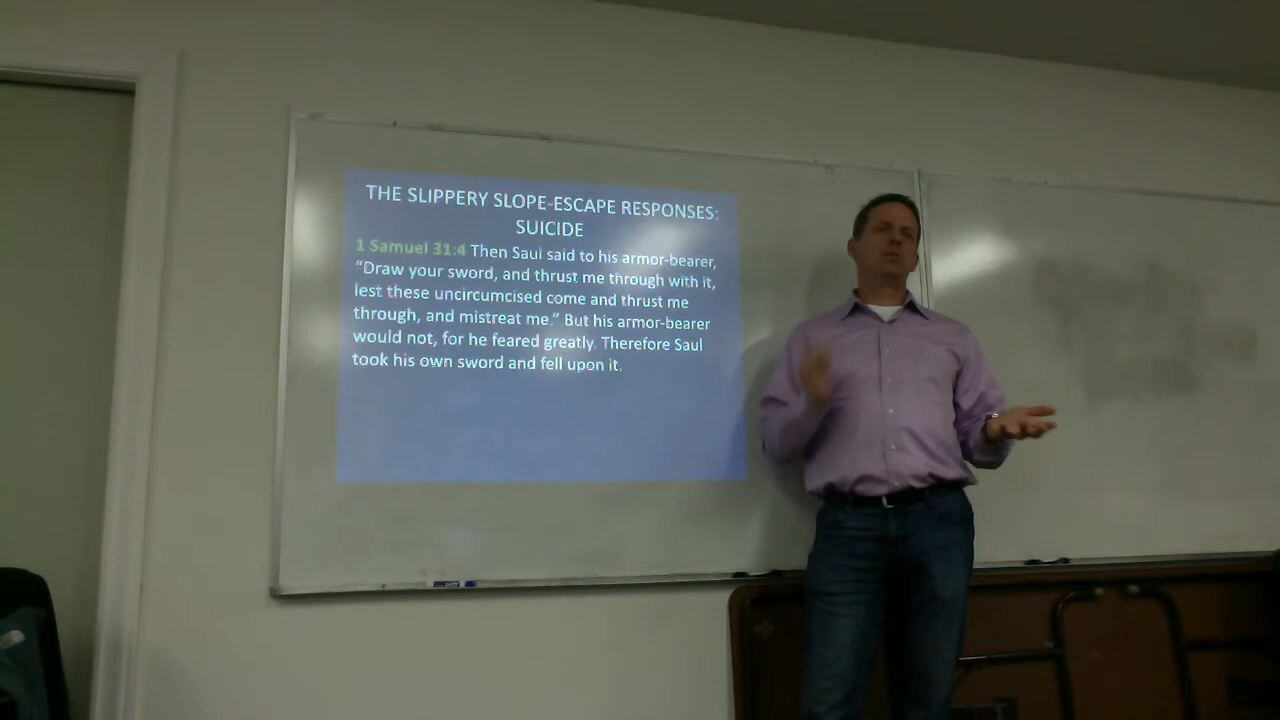 THE SLIPPERY SLOPE-ESCAPE RESPONSES:
SUICIDE
1 Samuel 31:4 Then Saul said to his armor-bearer,
“Draw your sword, and thrust me through with it,
lest these uncircumcised come and thrust me
through, and mistreat me.” But his armor-bearer
would not, for he feared greatly. Therefore Saul
took his own sword and fell upon it.